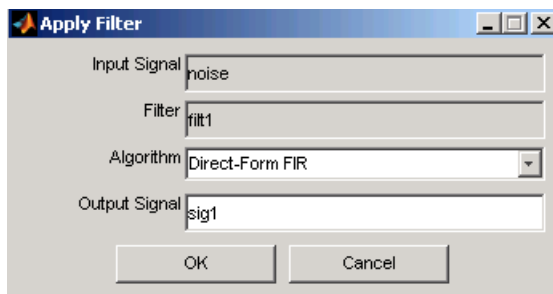 Apply Filter
Input Signal noise
Filter filt1
Algorithm Direct-Form FIR
Output Signal sig1
OK Cancel